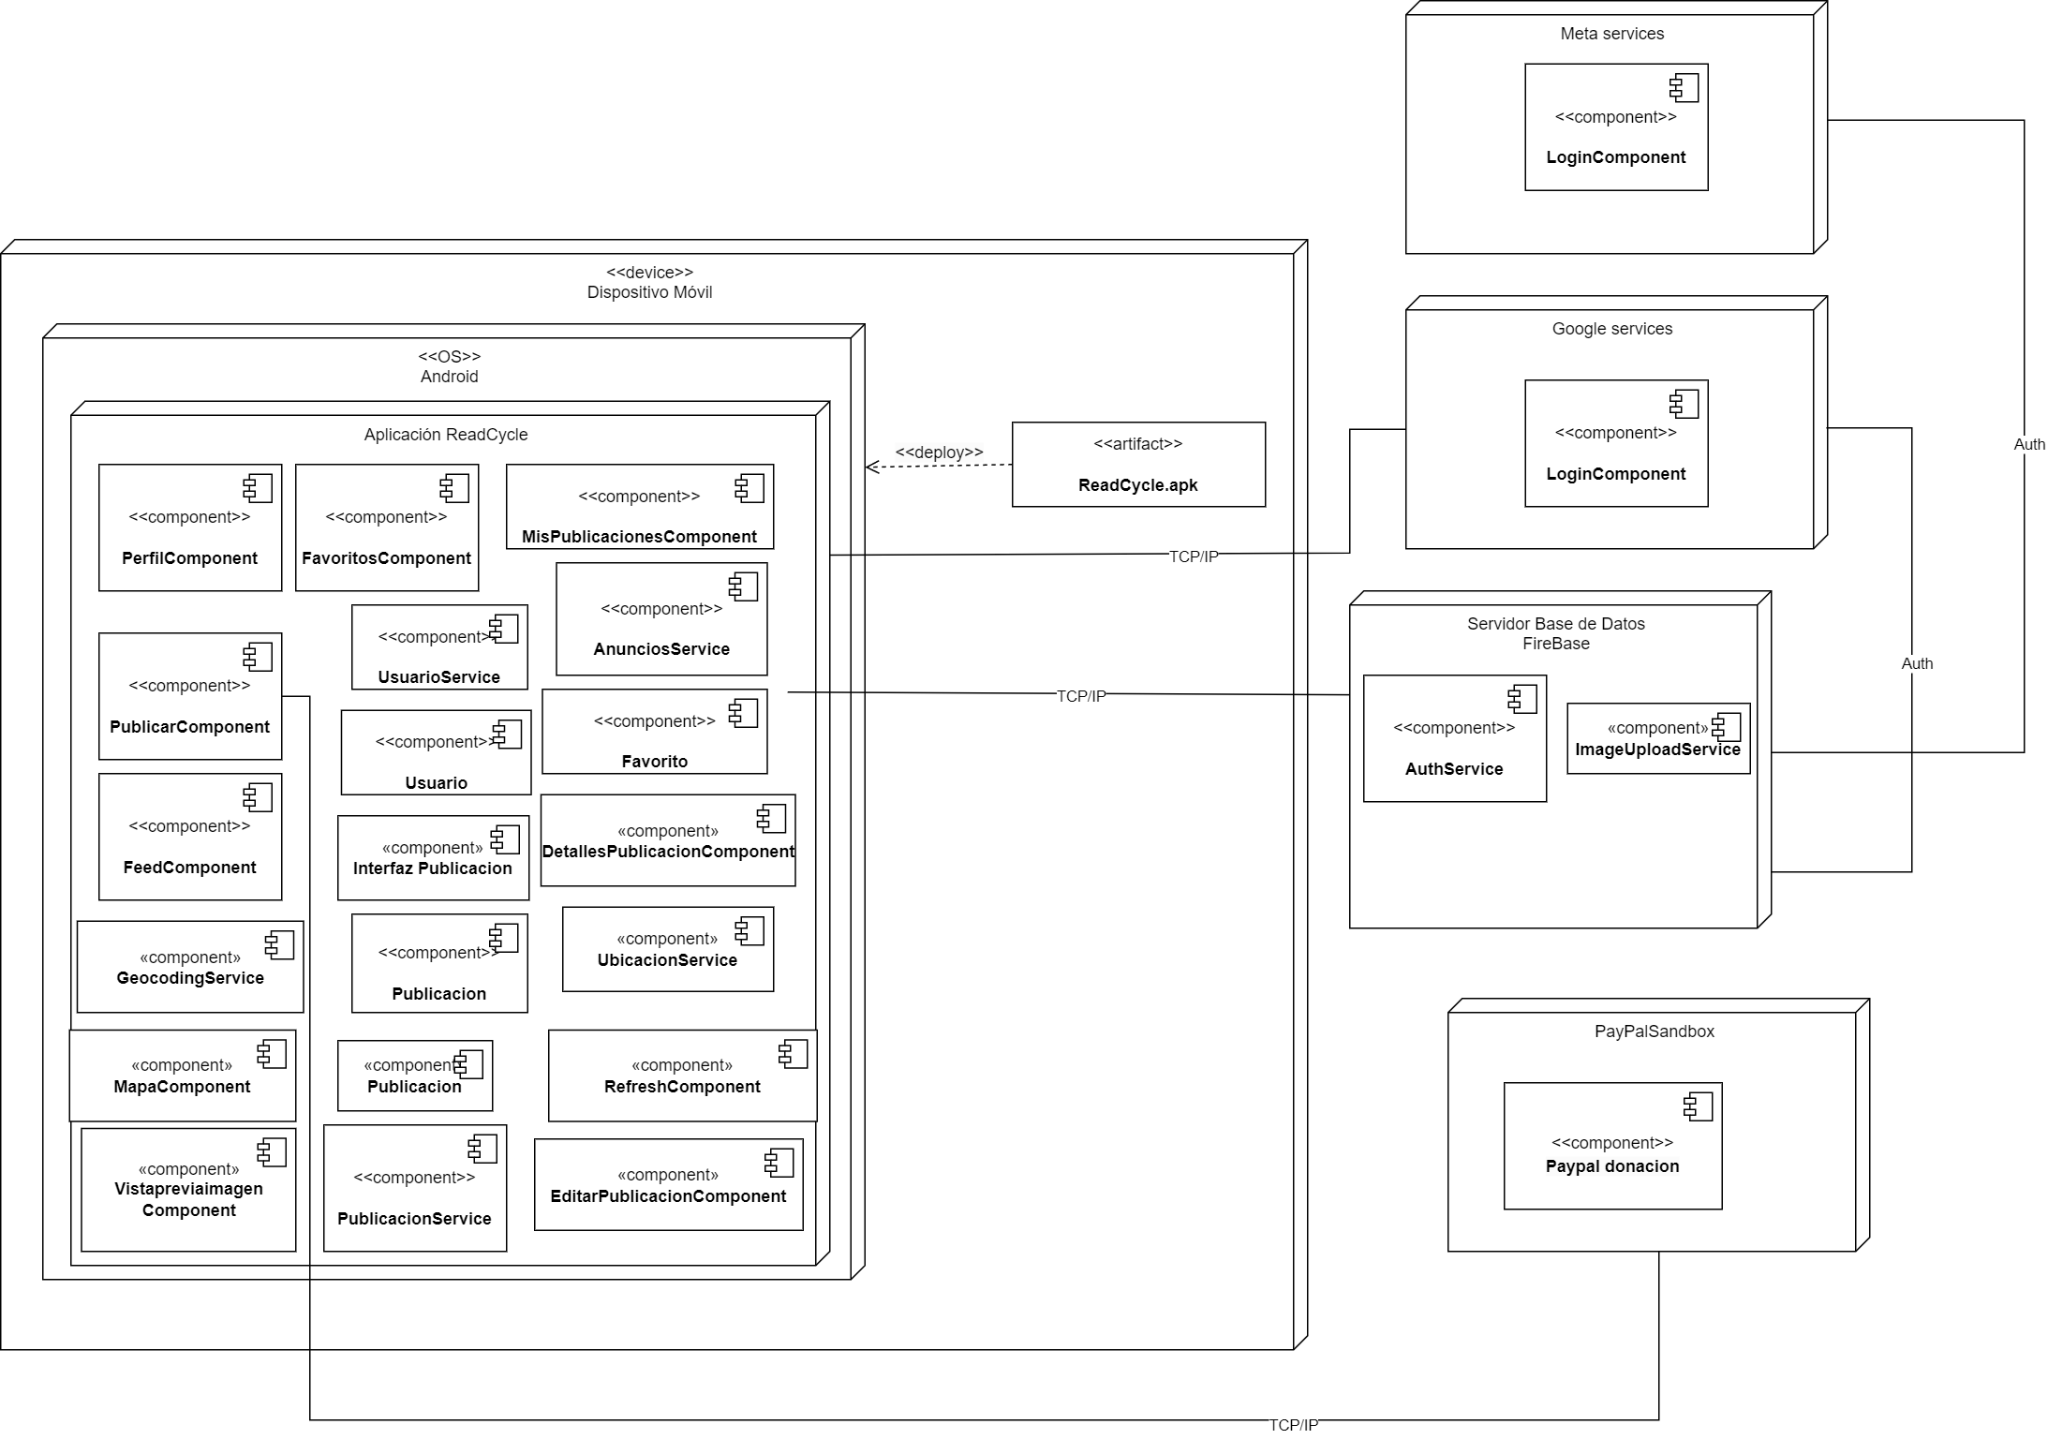 Meta services
<<component>>
LoginComponent
<<device>>
Dispositivo Móvil
<<OS>>
Android
Aplicación ReadCycle
<<component>>
PerfilComponent
<<component>>
FavoritosComponent
<<component>>
MisPublicacionesComponent
<<component>>
AnunciosService
<<component>>
UsuarioService
<<component>>
PublicarComponent
<<component>>
Favorito
<<component>>
Usuario
<<component>>
FeedComponent
«component»
Interfaz Publicacion
«component»
DetallesPublicacionComponent
«component»
GeocodingService
<<component>>
Publicacion
«component»
UbicacionService
«component»
MapaComponent
«component
Publicacion
«component»
RefreshComponent
«component»
Vistapreviaimagen
Component
<<component>>
PublicacionService
«component»
EditarPublicacionComponent
<<deploy>>
<<artifact>>
ReadCycle.apk
TCP/IP
TCP/IP
Google services
<<component>>
LoginComponent
Auth
Auth
Servidor Base de Datos
FireBase
<<component>>
AuthService
«component»
ImageUploadService
PayPalSandbox
<<component>>
Paypal donacion
TCP/IP